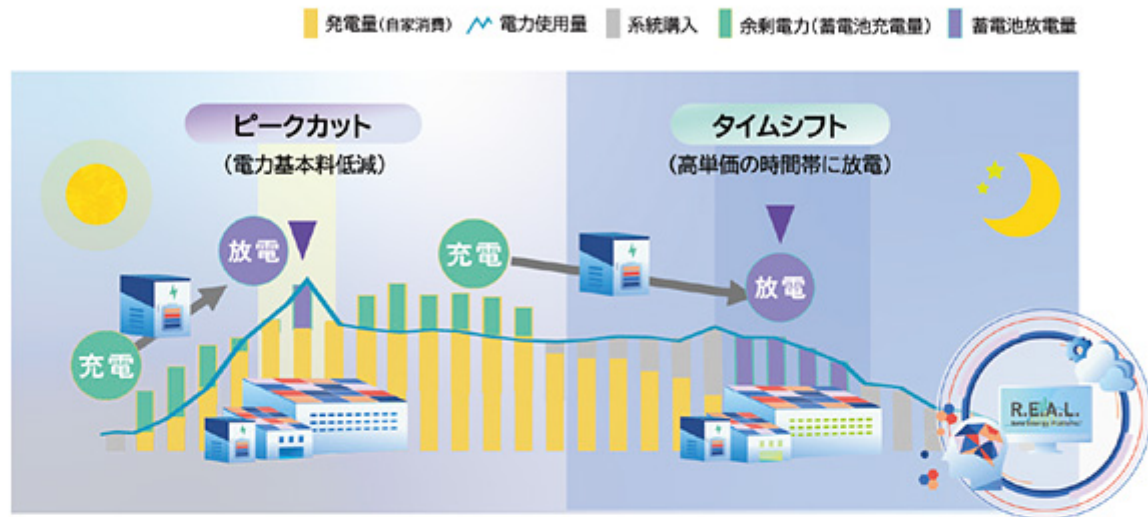 発電量(自家消費) 電力使用量 系統購入 余剰電力(蓄電池充電量) 蓄電池放電量
ピークカット
(電力基本料低減)
タイムシフト
(高単価の時間帯に放電)
放電
充電
充電
放電
R.E.A.L.